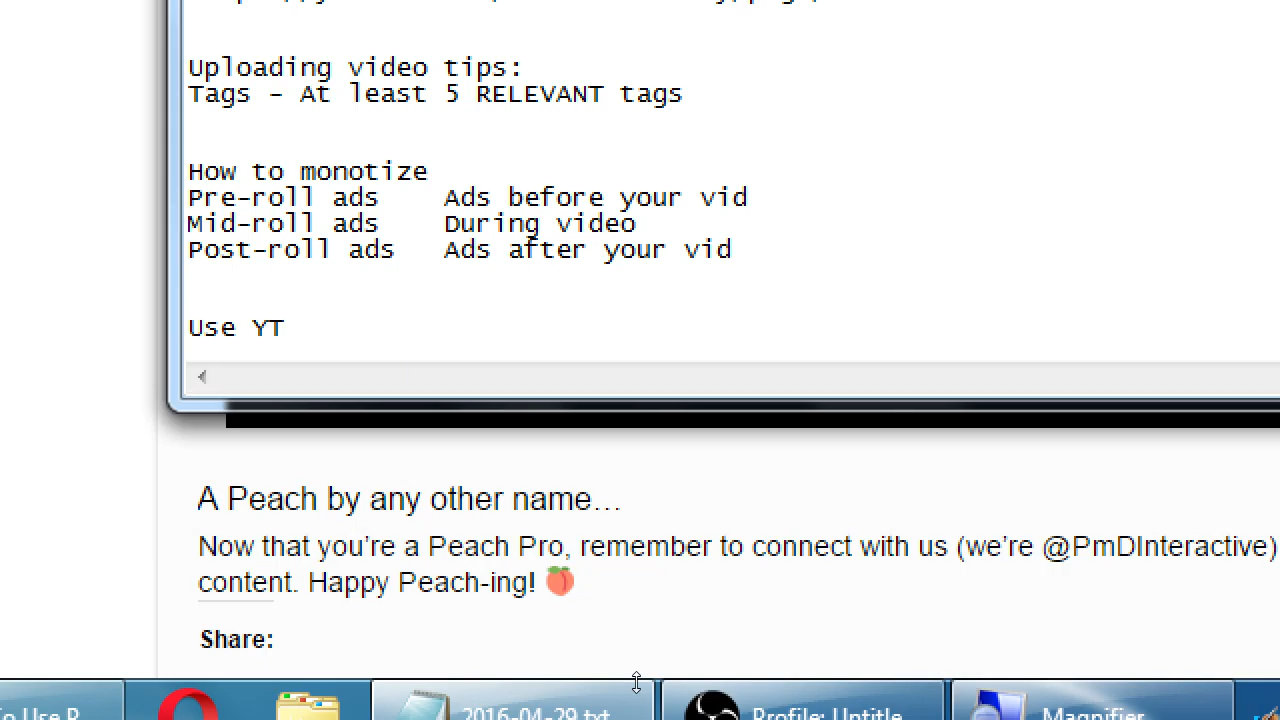 Uploading video tips:
Tags - At least 5 RELEVANT tags
How to monotize
Pre-roll ads Ads before your vid
Mid-roll ads During video
Post-roll ads Ads after your vid
Use YT
A Peach by any other name…
Now that you're a Peach Pro, remember to connect with us (we're @PmDInteractive)
content. Happy Peach-ing! 🍑
Share:
To Use R 2016-04-29.txt Profile: Untitle Magnifier